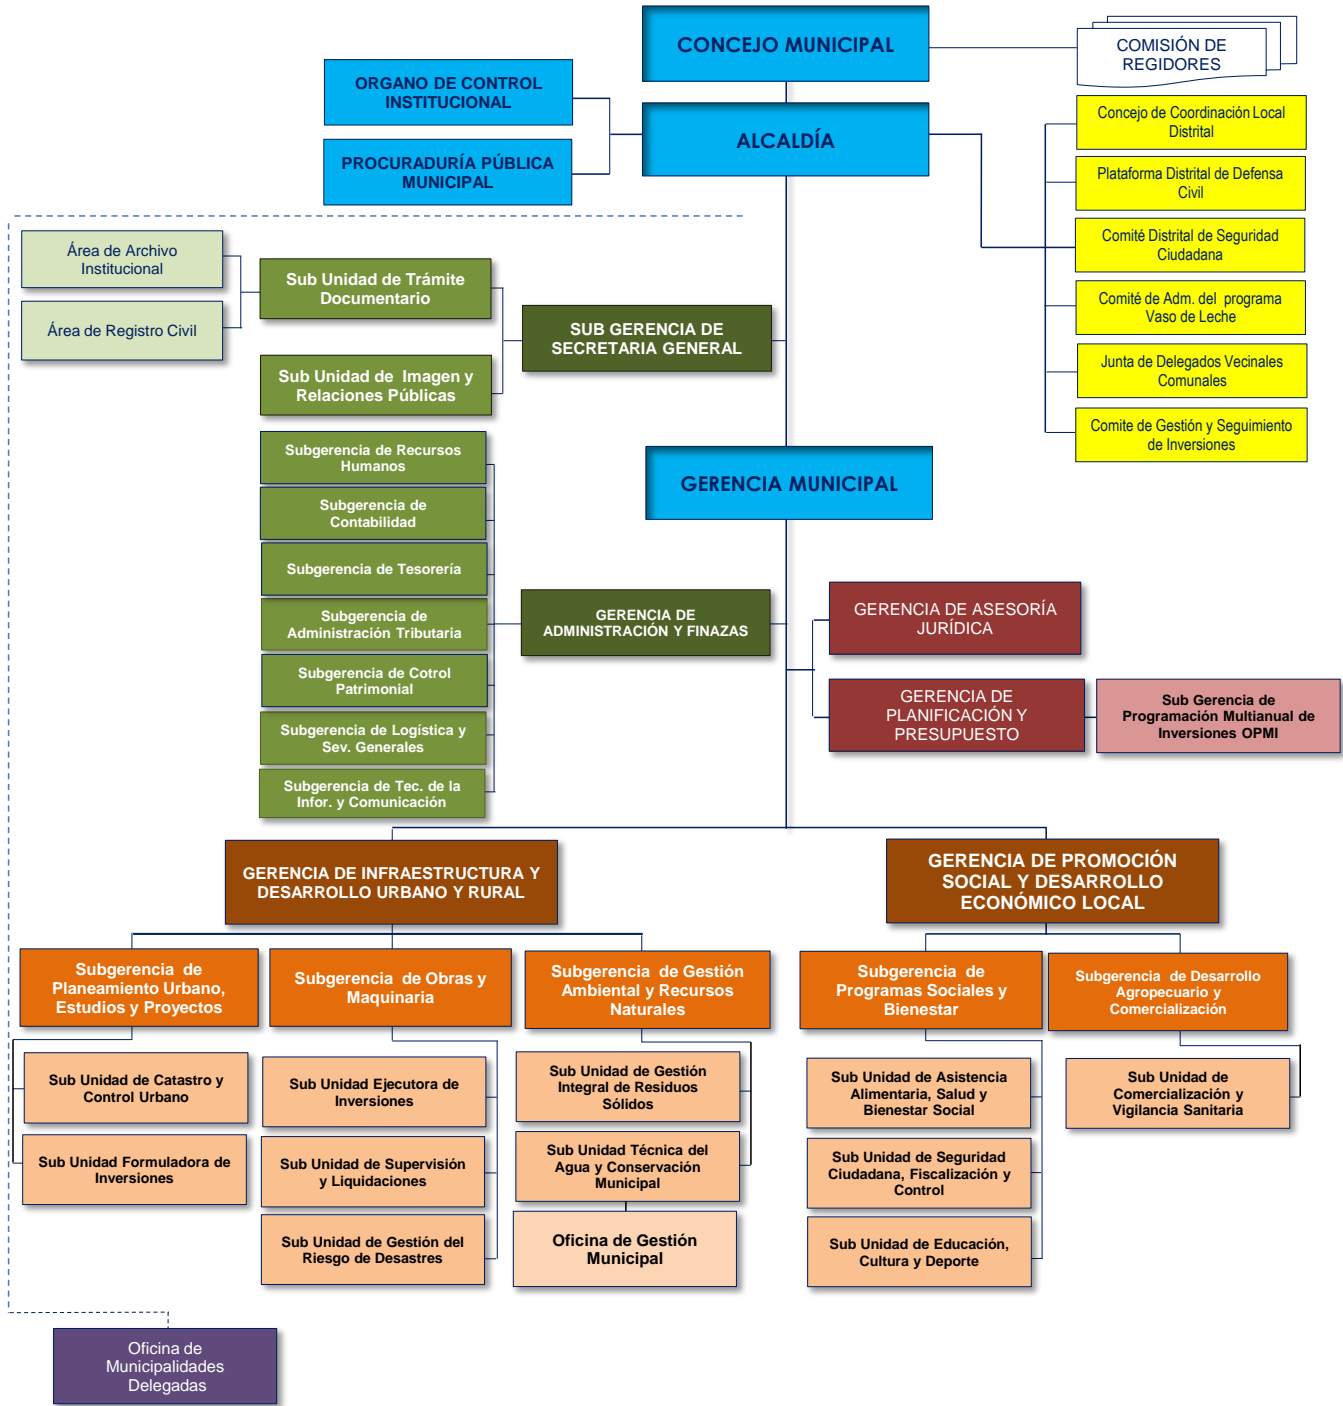 CONCEJO MUNICIPAL
COMISIÓN DE
REGIDORES
ORGANO DE CONTROL
INSTITUCIONAL
ALCALDÍA
PROCURADURÍA PÚBLICA
MUNICIPAL
Concejo de Coordinación Local
Distrital
Plataforma Distrital de Defensa
Civil
Comité Distrital de Seguridad
Ciudadana
Comité de Adm. del programa
Vaso de Leche
Junta de Delegados Vecinales
Comunales
Comite de Gestión y Seguimiento
de Inversiones
Área de Archivo
Institucional
Área de Registro Civil
Sub Unidad de Trámite
Documentario
Sub Unidad de Imagen y
Relaciones Públicas
SUB GERENCIA DE
SECRETARIA GENERAL
GERENCIA MUNICIPAL
Subgerencia de Recursos
Humanos
Subgerencia de
Contabilidad
Subgerencia de Tesorería
Subgerencia de
Administración Tributaria
Subgerencia de Cotrol
Patrimonial
Subgerencia de Logística y
Sev. Generales
Subgerencia de Tec. de la
Infor. y Comunicación
GERENCIA DE
ADMINISTRACIÓN Y FINAZAS
GERENCIA DE ASESORÍA
JURÍDICA
GERENCIA DE
PLANIFICACIÓN Y
PRESUPUESTO
Sub Gerencia de
Programación Multianual de
Inversiones OPMI
GERENCIA DE INFRAESTRUCTURA Y
DESARROLLO URBANO Y RURAL
GERENCIA DE PROMOCIÓN
SOCIAL Y DESARROLLO
ECONÓMICO LOCAL
Subgerencia de
Planeamiento Urbano,
Estudios y Proyectos
Subgerencia de Obras y
Maquinaria
Subgerencia de Gestión
Ambiental y Recursos
Naturales
Subgerencia de
Programas Sociales y
Bienestar
Subgerencia de Desarrollo
Agropecuario y
Comercialización
Sub Unidad de Catastro y
Control Urbano
Sub Unidad Formuladora de
Inversiones
Sub Unidad Ejecutora de
Inversiones
Sub Unidad de Supervisión
y Liquidaciones
Sub Unidad de Gestión del
Riesgo de Desastres
Sub Unidad de Gestión
Integral de Residuos
Sólidos
Sub Unidad Técnica del
Agua y Conservación
Municipal
Oficina de Gestión
Municipal
Sub Unidad de Asistencia
Alimentaria, Salud y
Bienestar Social
Sub Unidad de Seguridad
Ciudadana, Fiscalización y
Control
Sub Unidad de Educación,
Cultura y Deporte
Sub Unidad de
Comercialización y
Vigilancia Sanitaria
Oficina de
Municipalidades
Delegadas